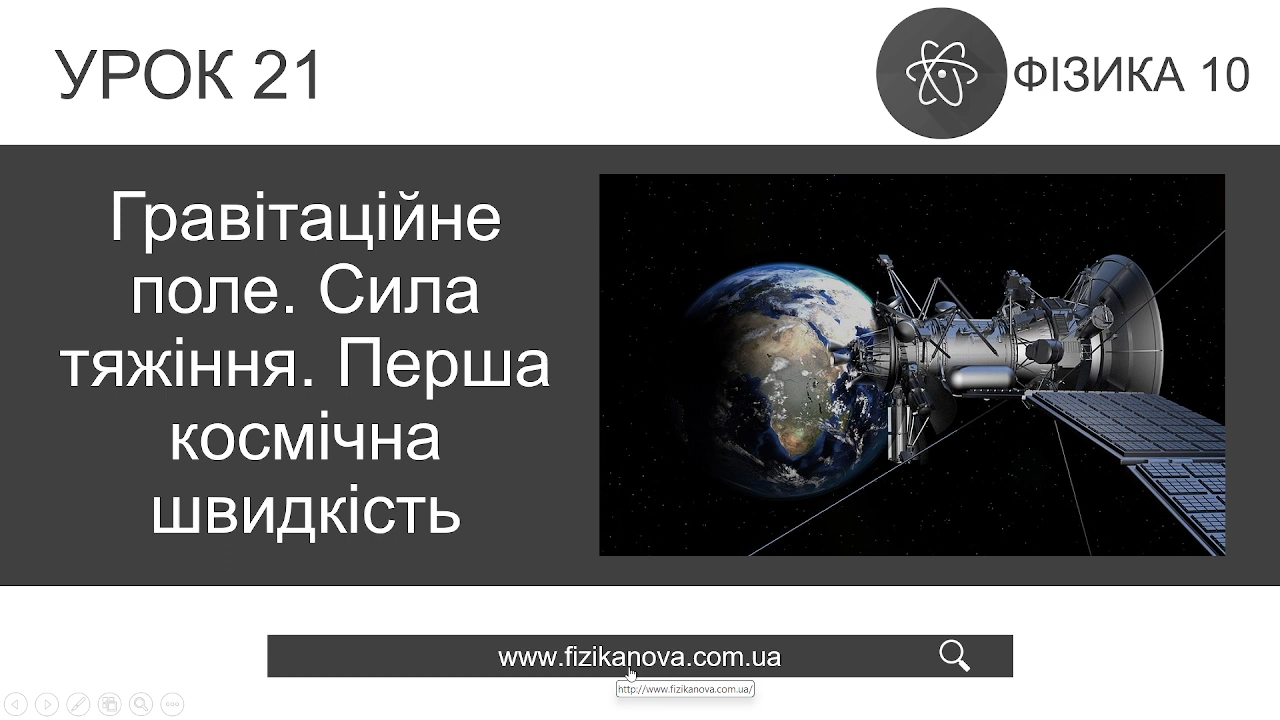 УРОК 21
ФІЗИКА 10
Гравітаційне
поле. Сила
тяжіння. Перша
космічна
швидкість
www.fizikanova.com.ua
http://www.fizikanova.com.ua/